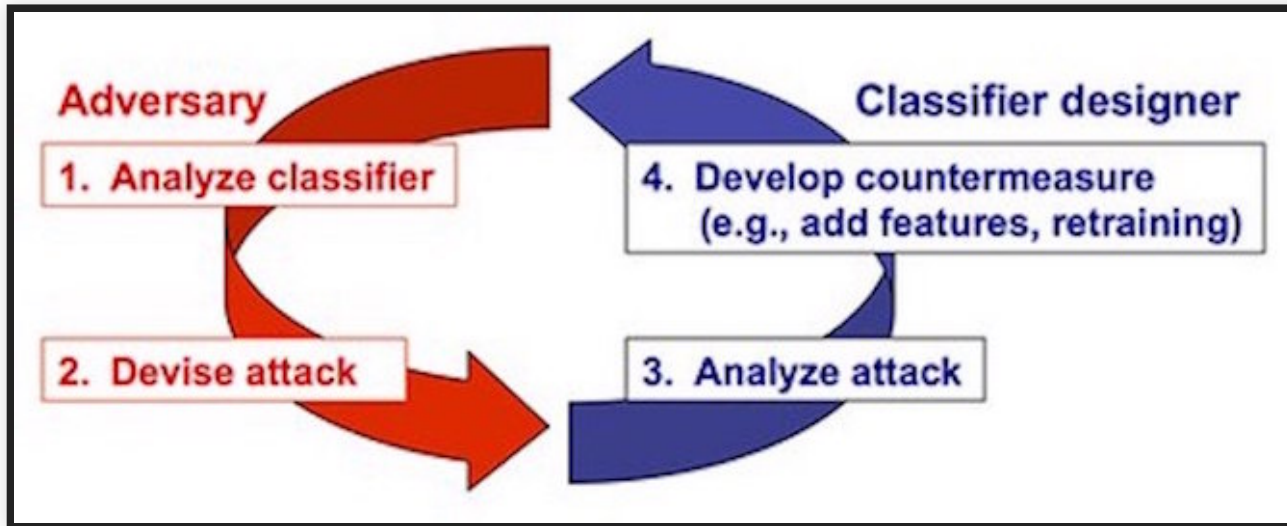 Adversary
1. Analyze classifier
2. Devise attack
Classifier designer
4. Develop countermeasure
(e.g., add features, retraining)
3. Analyze attack